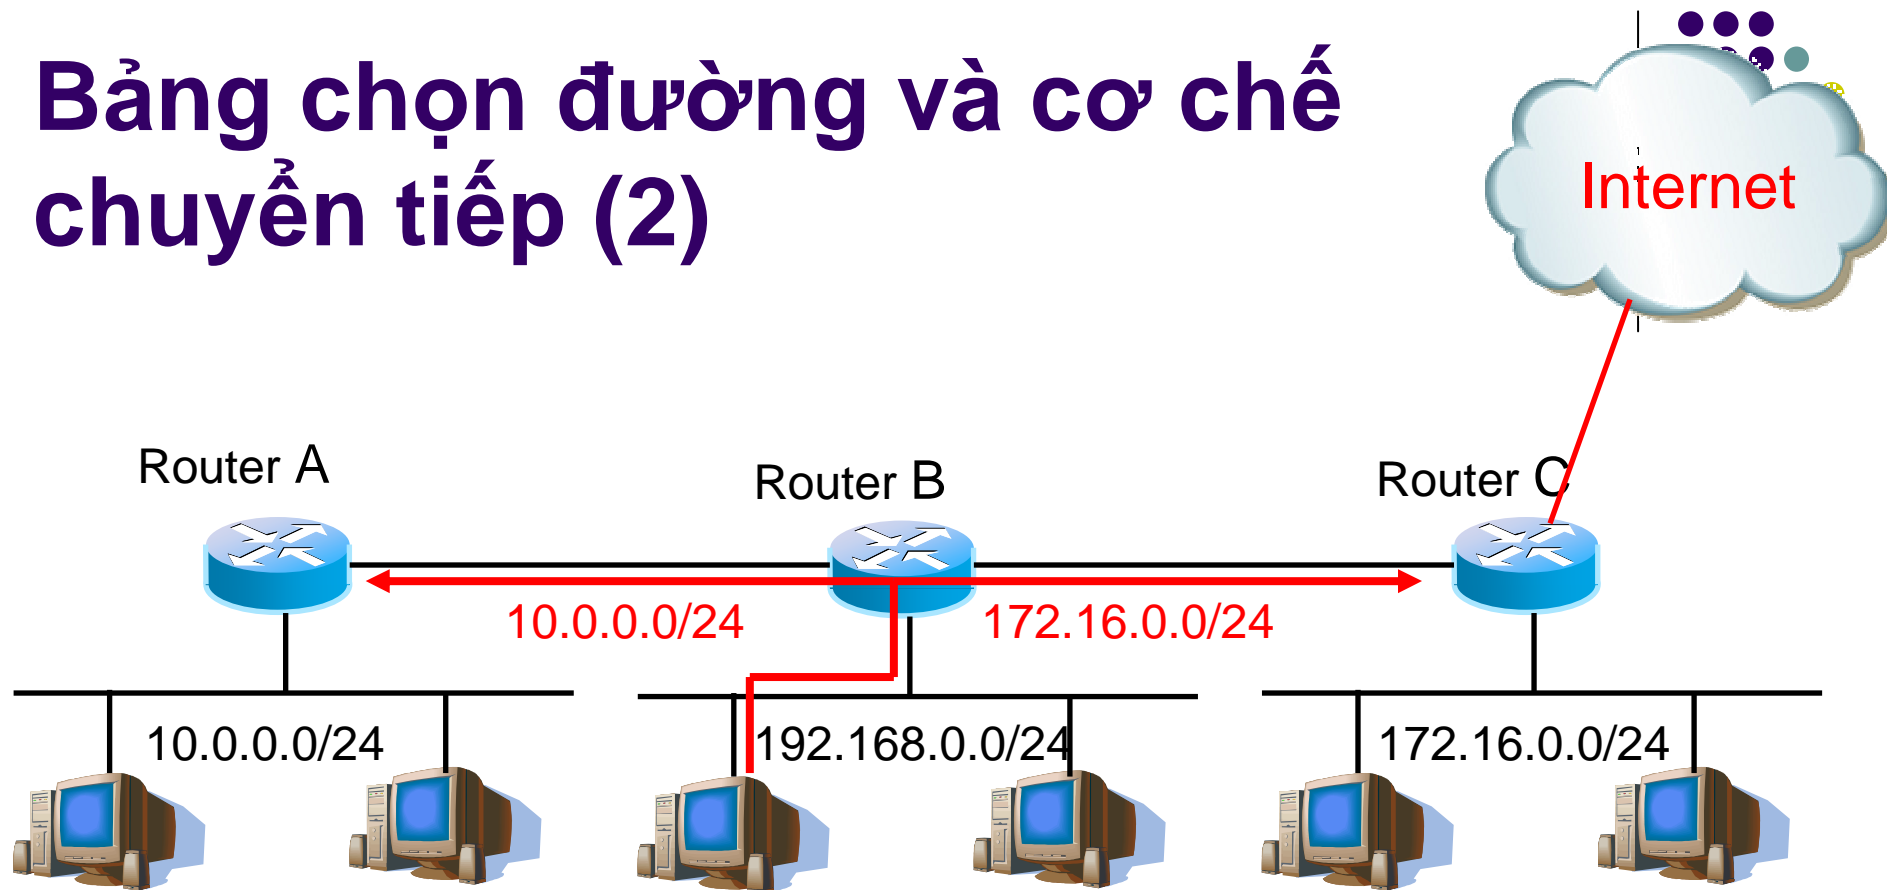 Bảng chọn đường và cơ chế
chuyển tiếp (2)
Internet
Router A
Router B
Router C
10.0.0.0/24
172.16.0.0/24
10.0.0.0/24
192.168.0.0/24
172.16.0.0/24